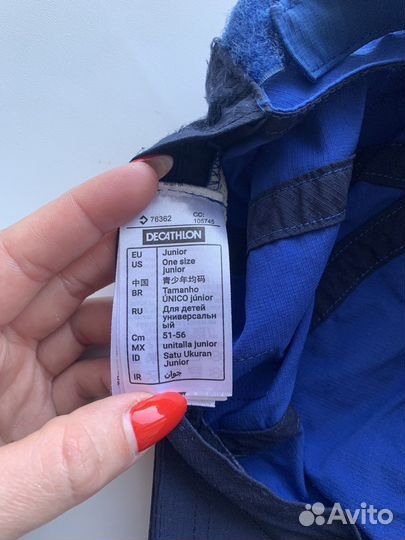 76362
CC:
105745
DECATHLON
EU Junior
US One size
junior
中国 青少年均码
BR Tamanho
ÚNICO júnior
RU Для детей
универсальн
ый
Cm 51-56
MX unitalla junior
ID Satu Ukuran
Junior
IR جوان
Avito